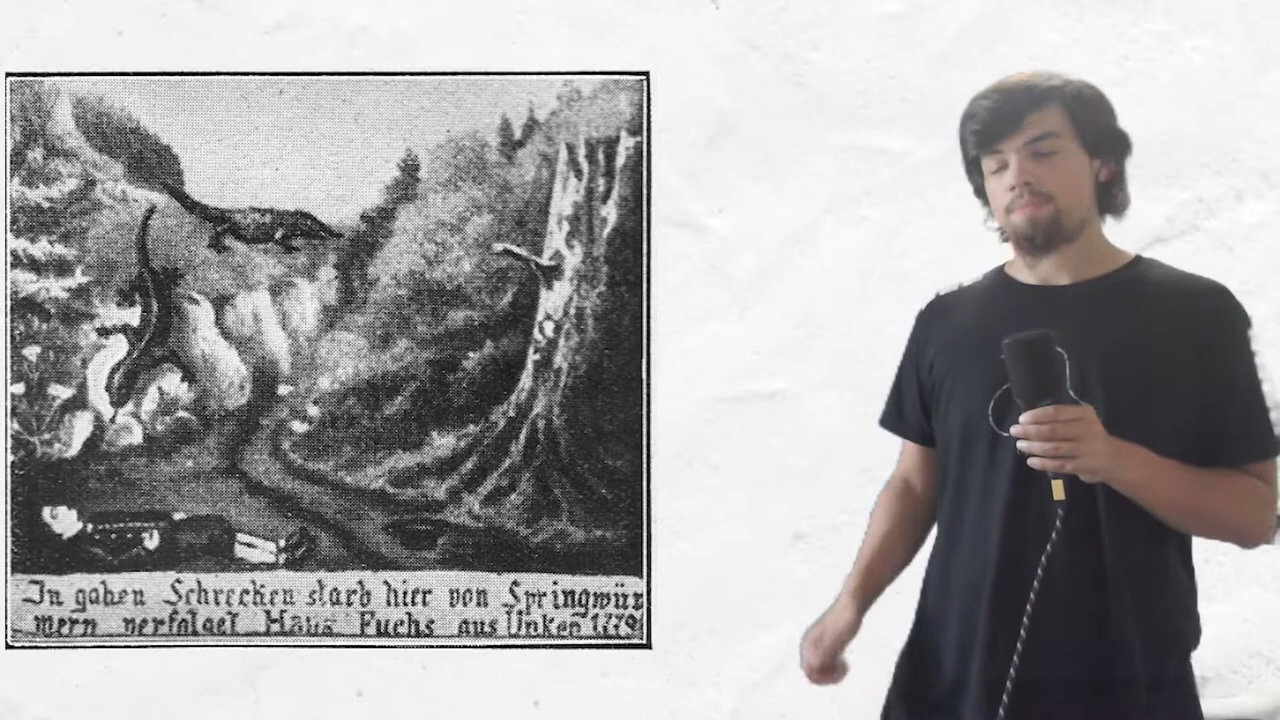 In gahen Schrecken starb hier von Springwür
mern verfolget Hans Fuchs aus Unken 1779